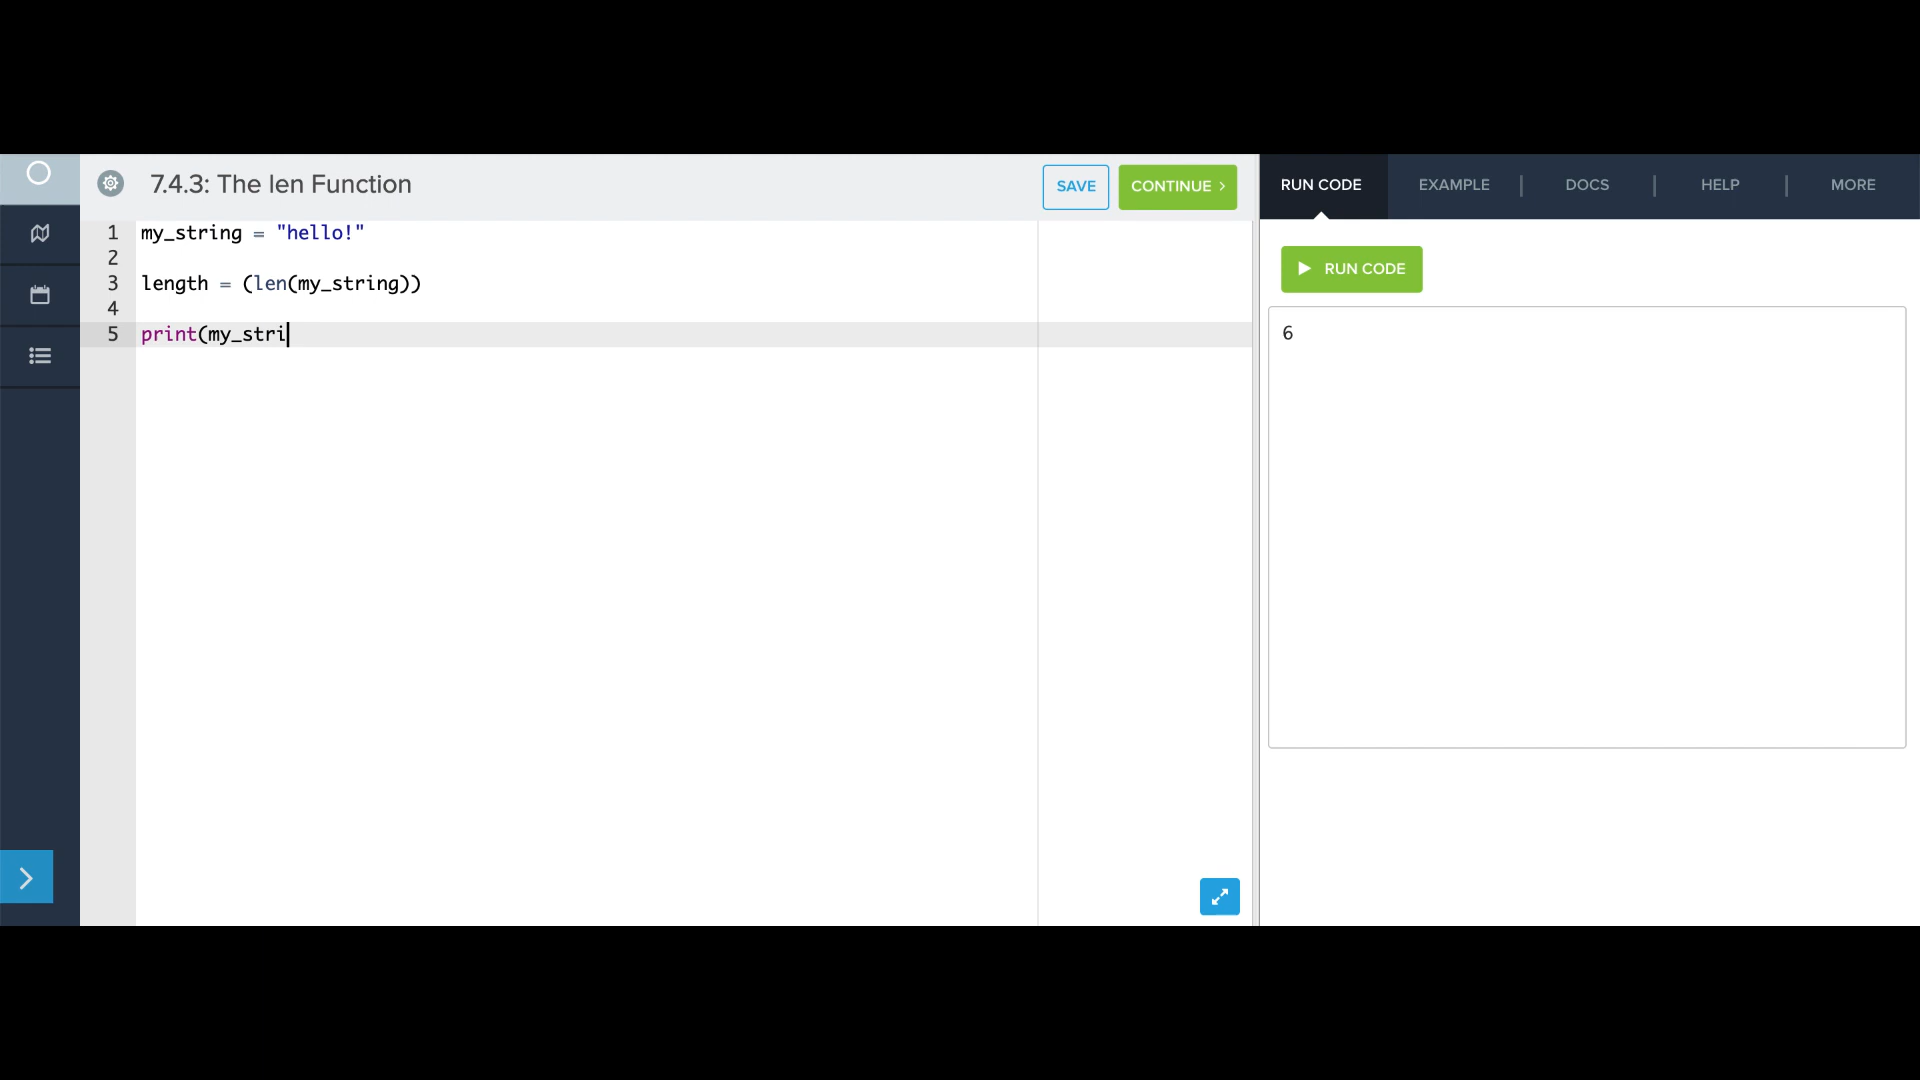 7.4.3: The len Function
SAVE
CONTINUE
RUN CODE
EXAMPLE
DOCS
HELP
MORE
1 my_string = "hello!"
2
3 length = (len(my_string))
4
5 print(my_stri
RUN CODE
6